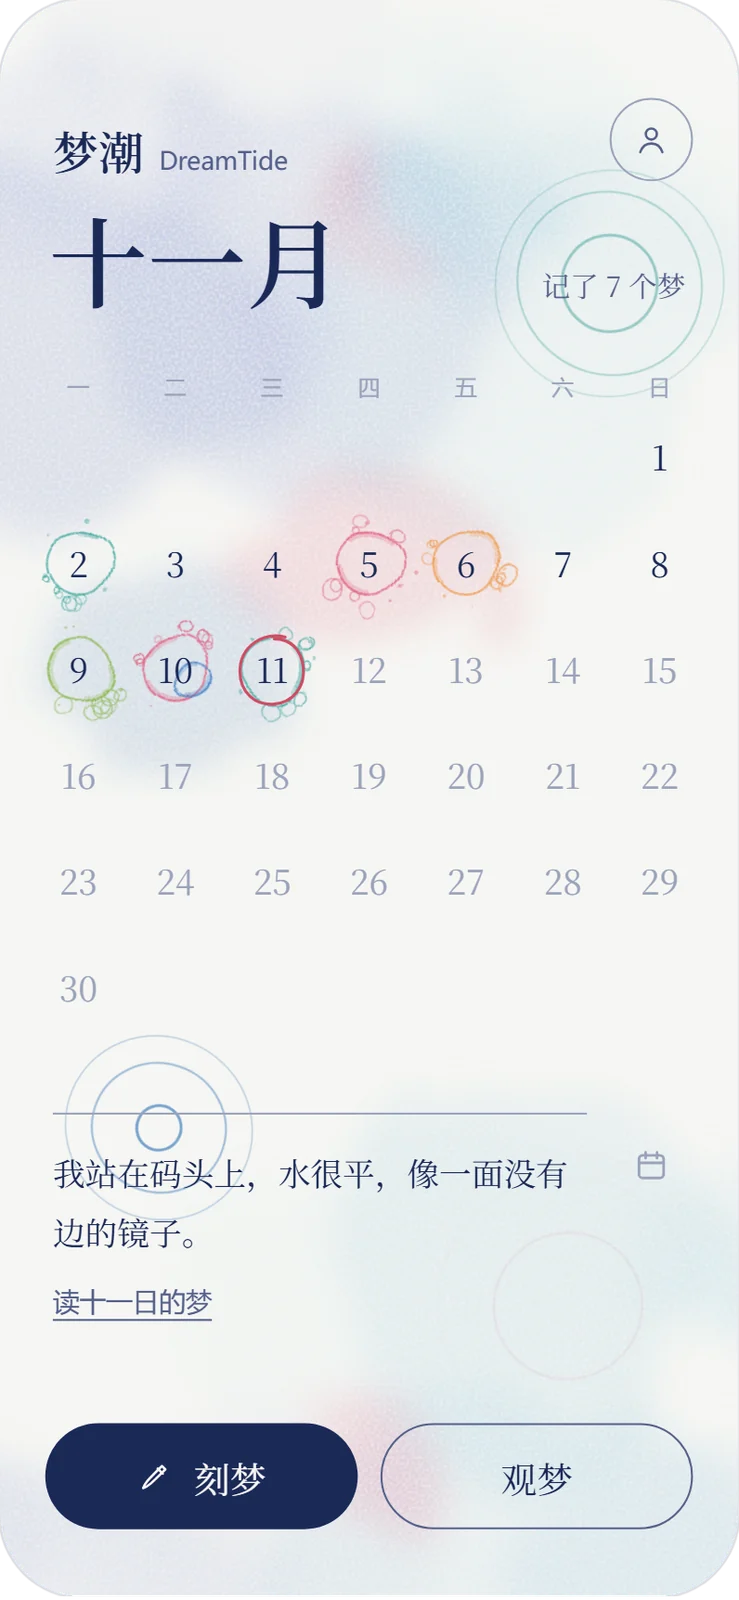 梦潮 DreamTide
十一月
记了 7 个梦
一 二 三 四 五 六 日
1
2 3 4 5 6 7 8
9 10 11 12 13 14 15
16 17 18 19 20 21 22
23 24 25 26 27 28 29
30
我站在码头上，水很平，像一面没有
边的镜子。
读十一日的梦
刻梦 观梦